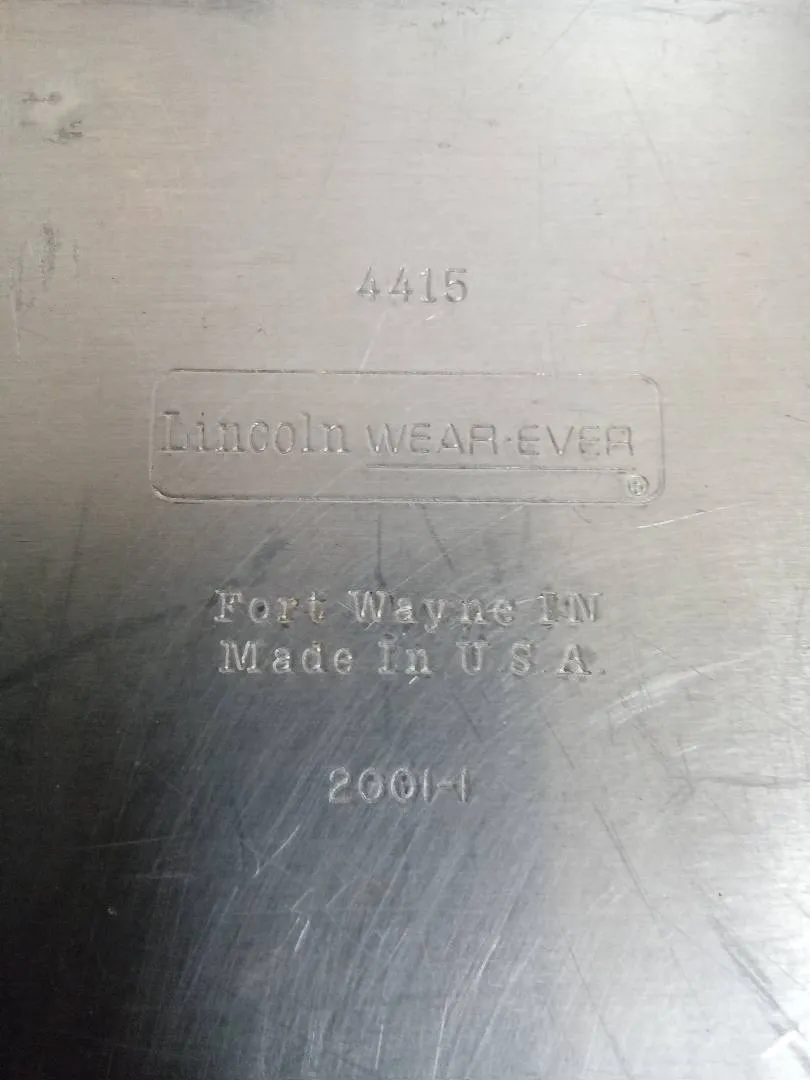 4415
Lincoln WEAR·EVER
®
Fort Wayne IN
Made In U.S.A.
2001-1